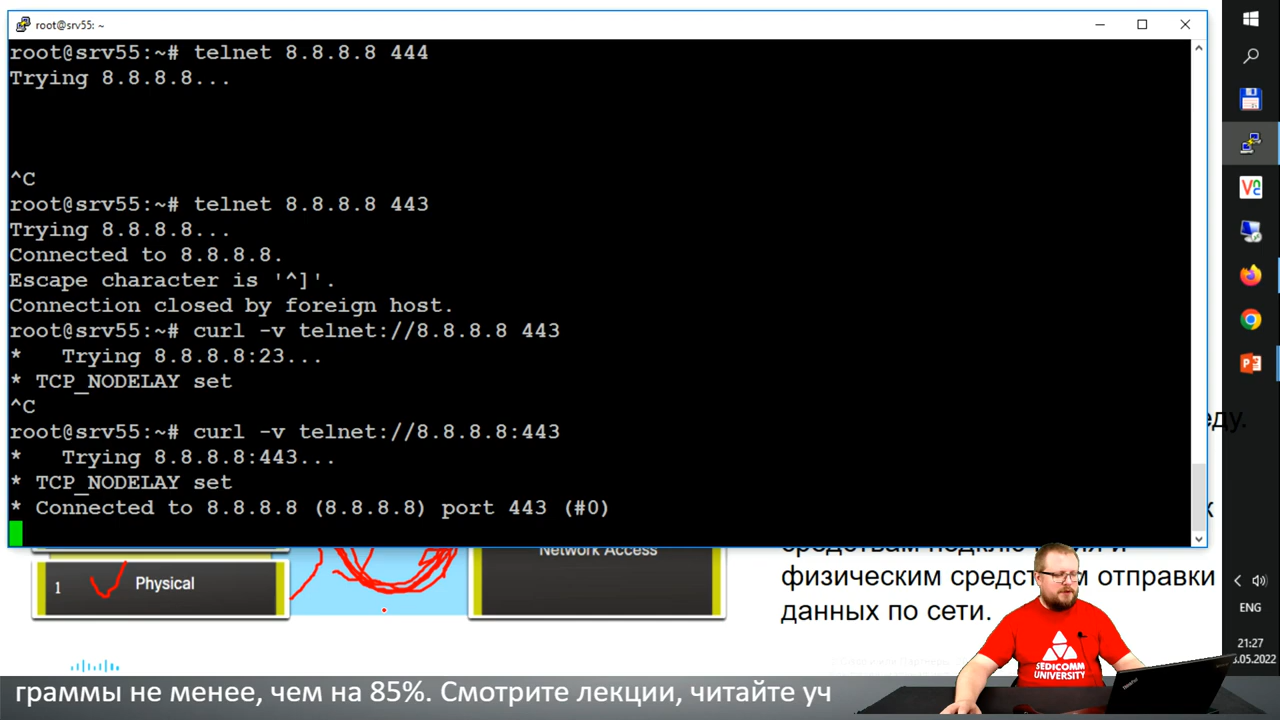 root@srv55: ~
root@srv55:~# telnet 8.8.8.8 444
Trying 8.8.8.8...
^C
root@srv55:~# telnet 8.8.8.8 443
Trying 8.8.8.8...
Connected to 8.8.8.8.
Escape character is '^]'.
Connection closed by foreign host.
root@srv55:~# curl -v telnet://8.8.8.8 443
*   Trying 8.8.8.8:23...
* TCP_NODELAY set
^C
root@srv55:~# curl -v telnet://8.8.8.8:443
*   Trying 8.8.8.8:443...
* TCP_NODELAY set
* Connected to 8.8.8.8 (8.8.8.8) port 443 (#0)
еду.
к
Network Access
1 Physical
физическим средст м отправки
данных по сети.
SEDICOMM
UNIVERSITY
ENG
21:27
.05.2022
граммы не менее, чем на 85%. Смотрите лекции, читайте уч